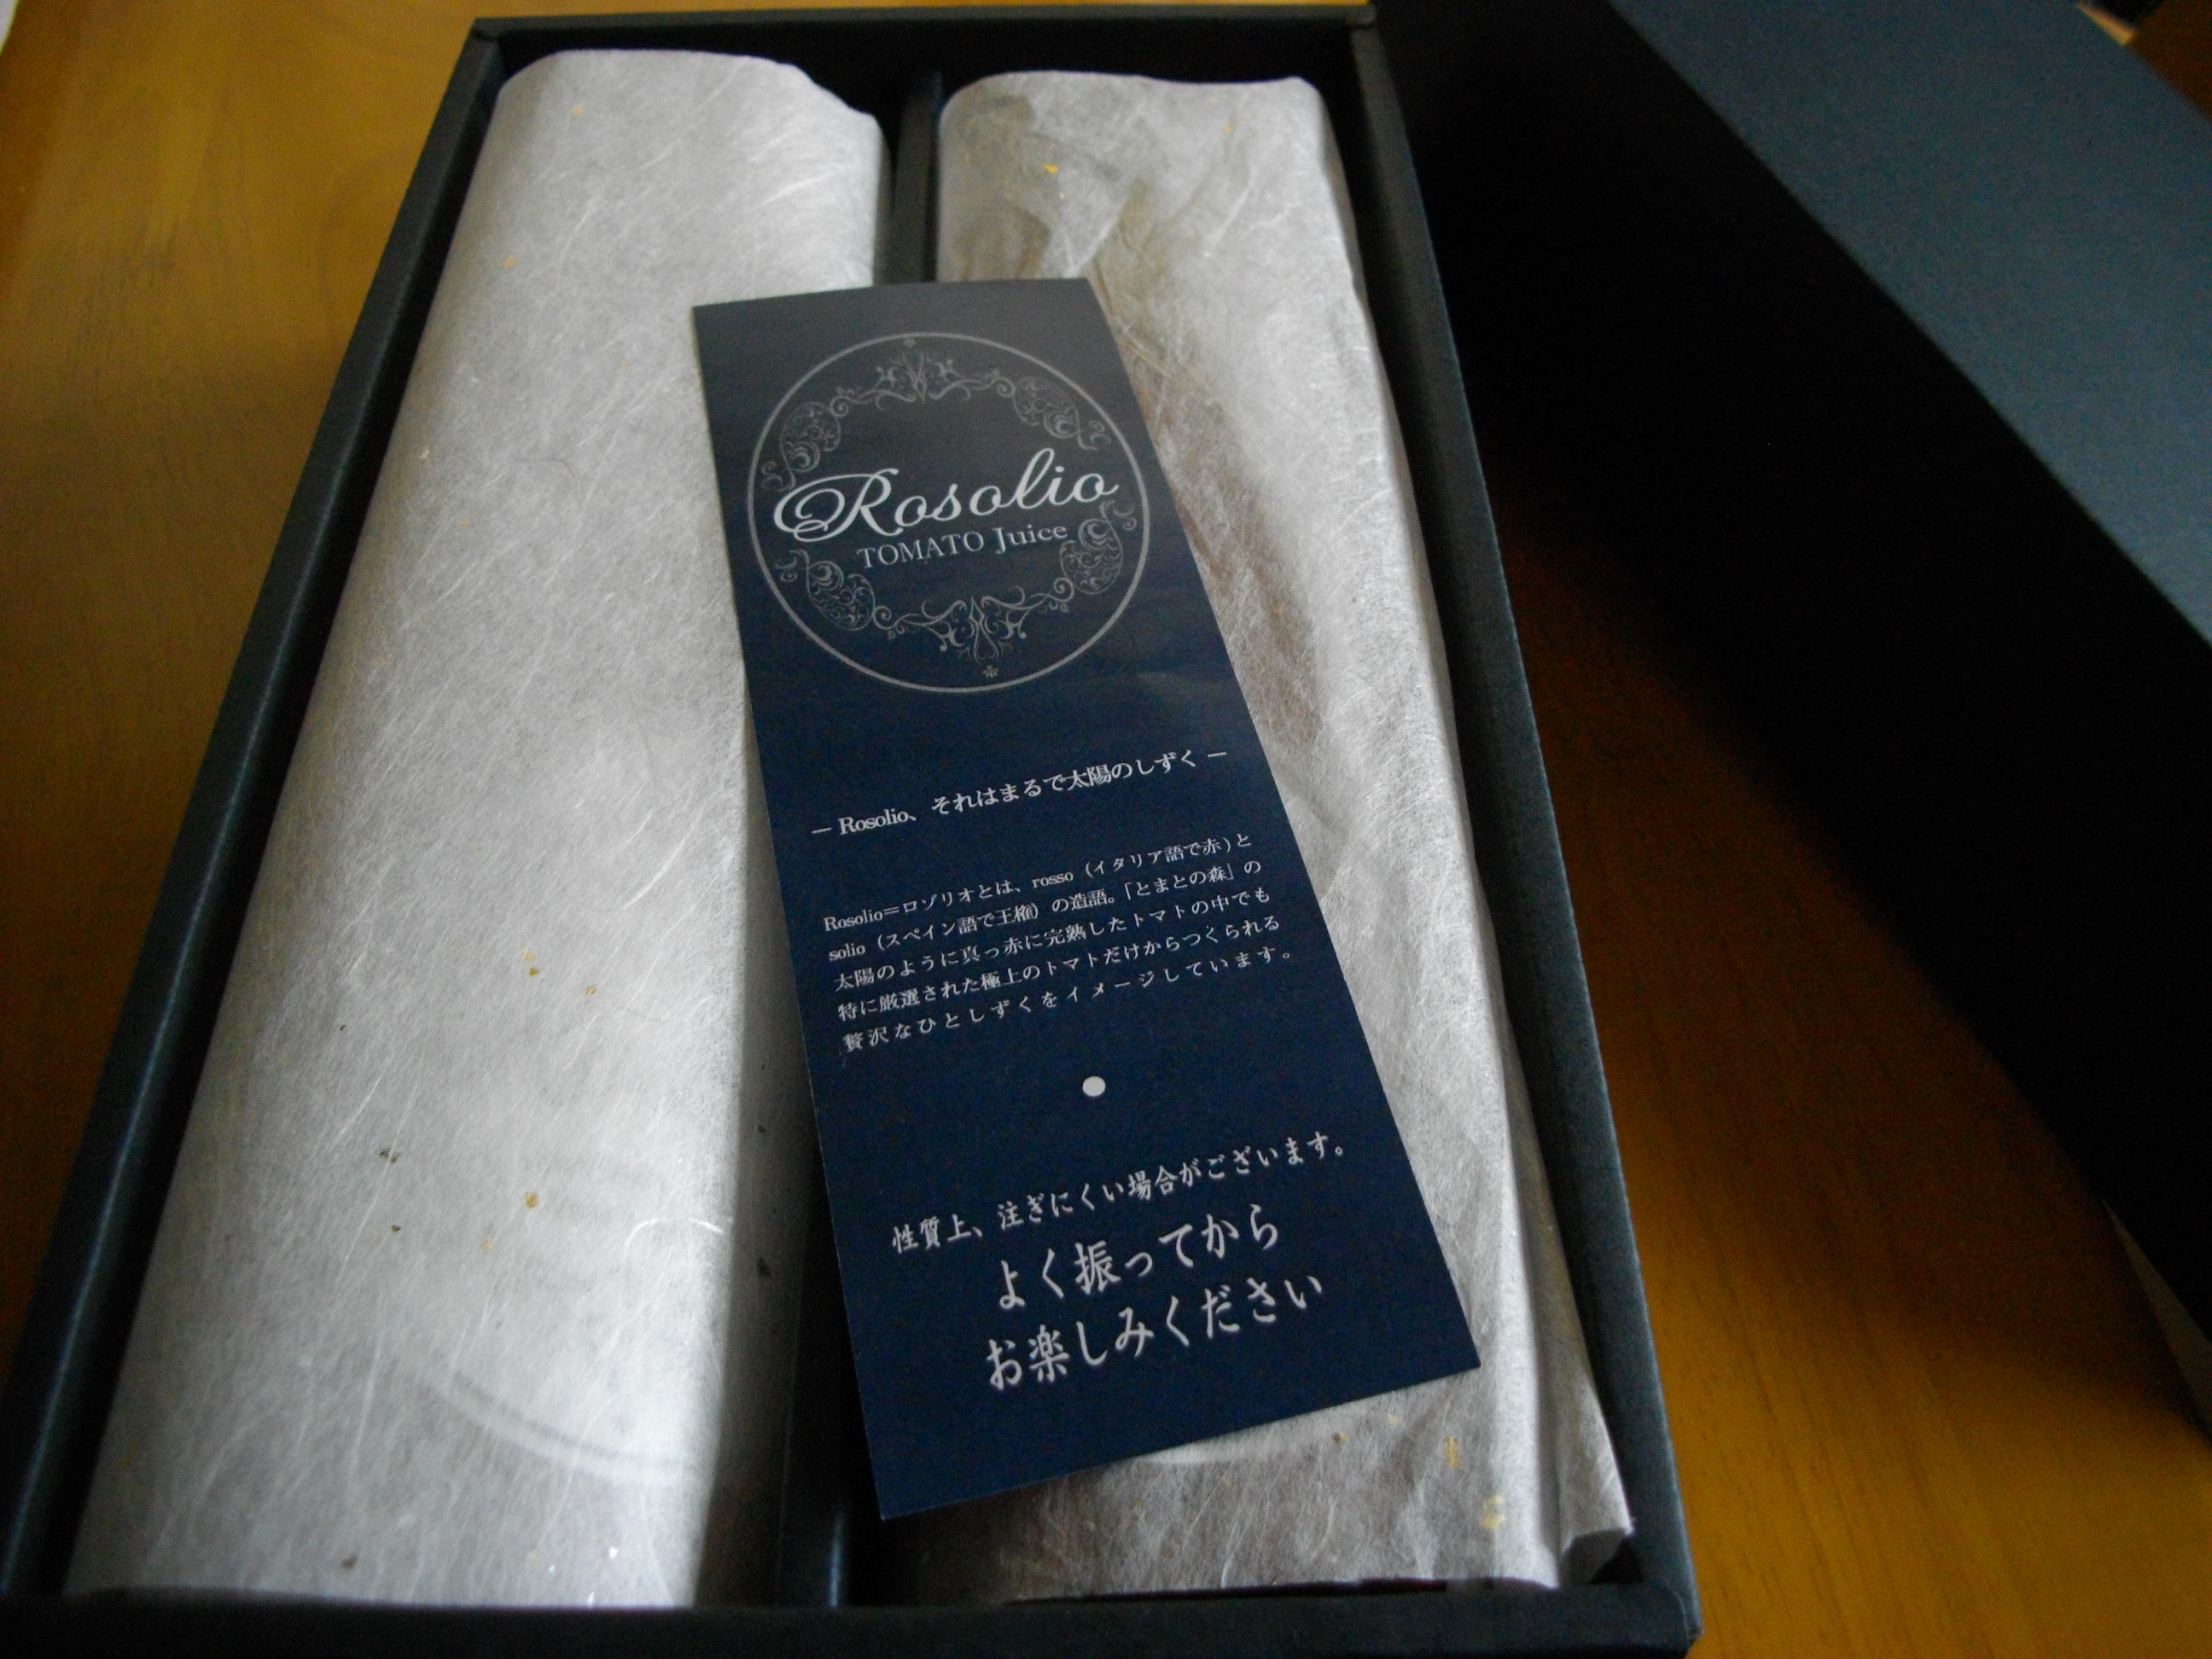 Rosolio
TOMATO Juice
― Rosolio、それはまるで太陽のしずく ―
Rosolio＝ロゾリオとは、rosso（イタリア語で赤）と
solio（スペイン語で王権）の造語。「とまとの森」の
太陽のように真っ赤に完熟したトマトの中でも
特に厳選された極上のトマトだけからつくられる
贅沢なひとしずくをイメージしています。
性質上、注ぎにくい場合がございます。
よく振ってから
お楽しみください